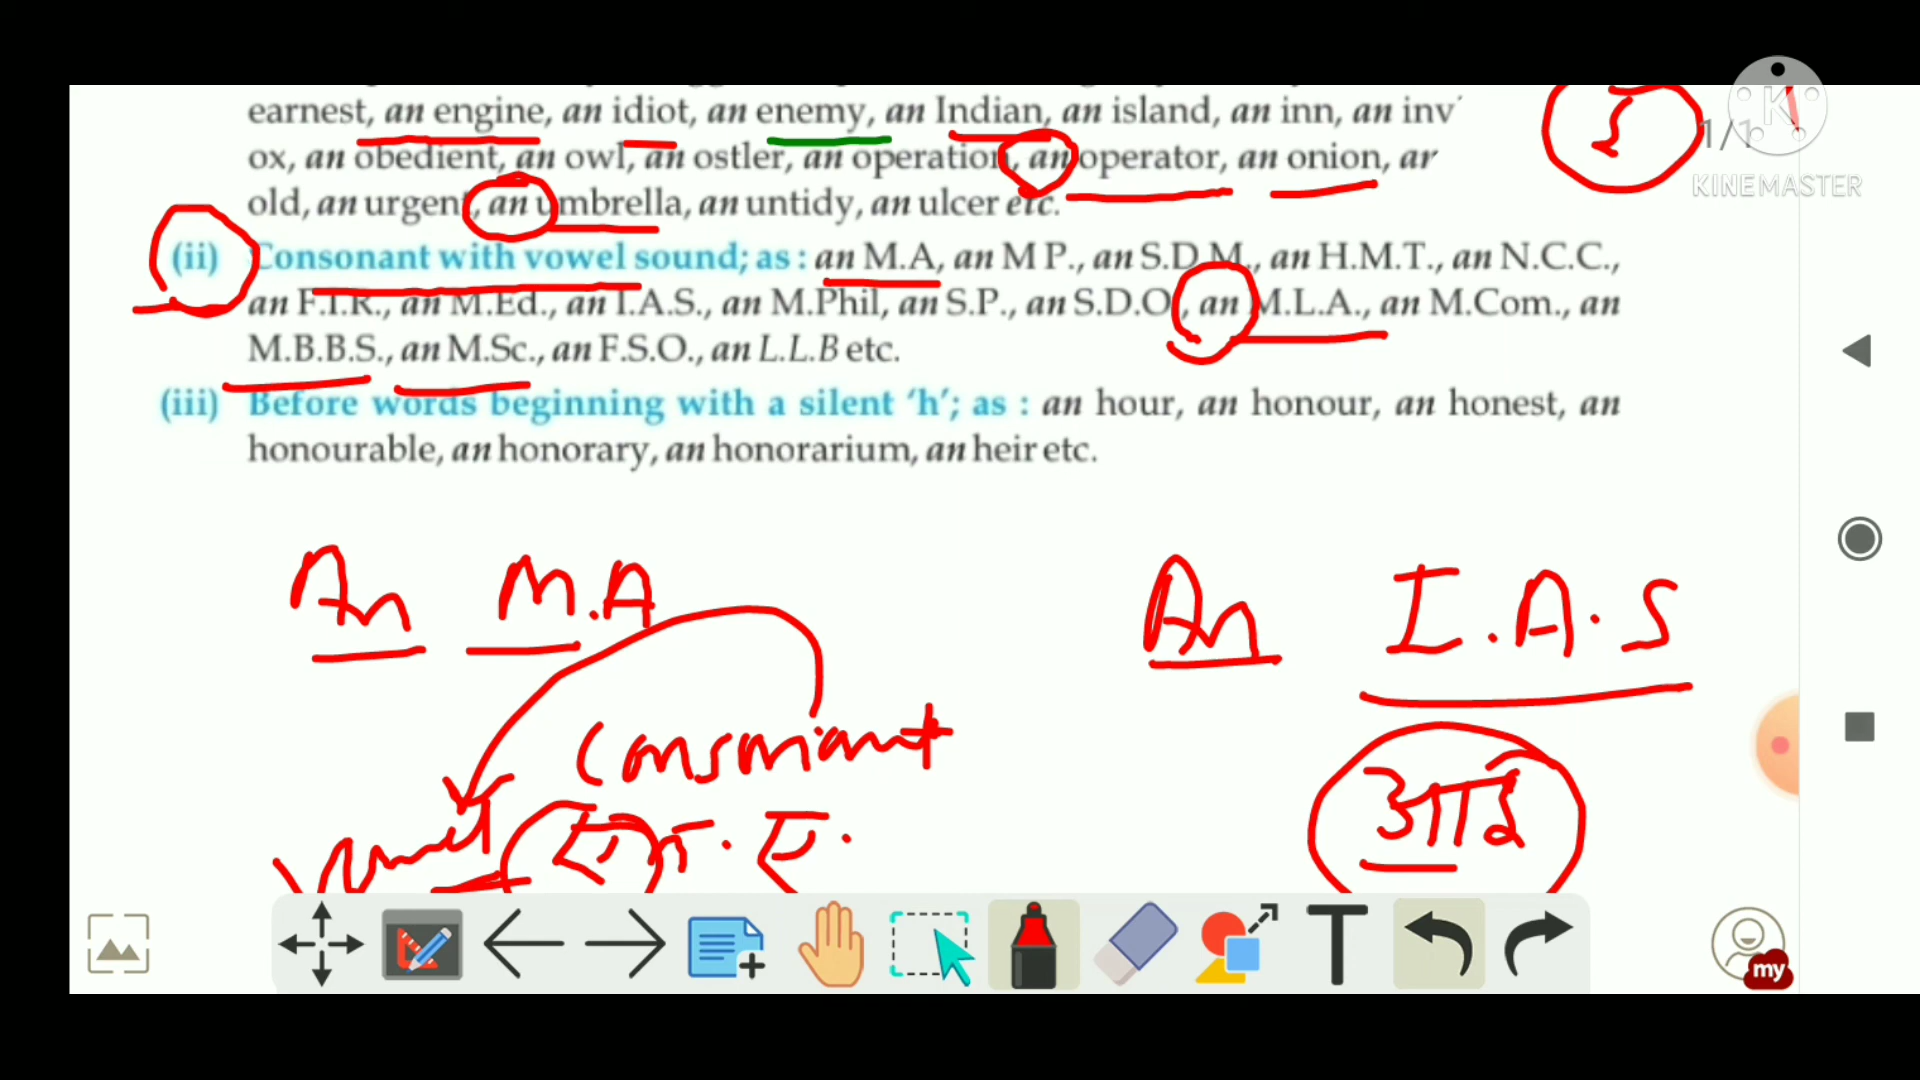 earnest, an engine, an idiot, an enemy, an Indian, an island, an inn, an inv
ox, an obedient, an owl, an ostler, an operation, an operator, an onion, an
old, an urgent, an umbrella, an untidy, an ulcer etc.
(ii) Consonant with vowel sound; as : an M.A, an M P., an S.D.M., an H.M.T., an N.C.C.,
an F.I.R., an M.Ed., an I.A.S., an M.Phil, an S.P., an S.D.O., an M.L.A., an M.Com., an
M.B.B.S., an M.Sc., an F.S.O., an L.L.B etc.
(iii) Before words beginning with a silent 'h'; as : an hour, an honour, an honest, an
honourable, an honorary, an honorarium, an heir etc.
1/1
KINEMASTER
An M.A
An I.A.S
Consonant
आई
T
my